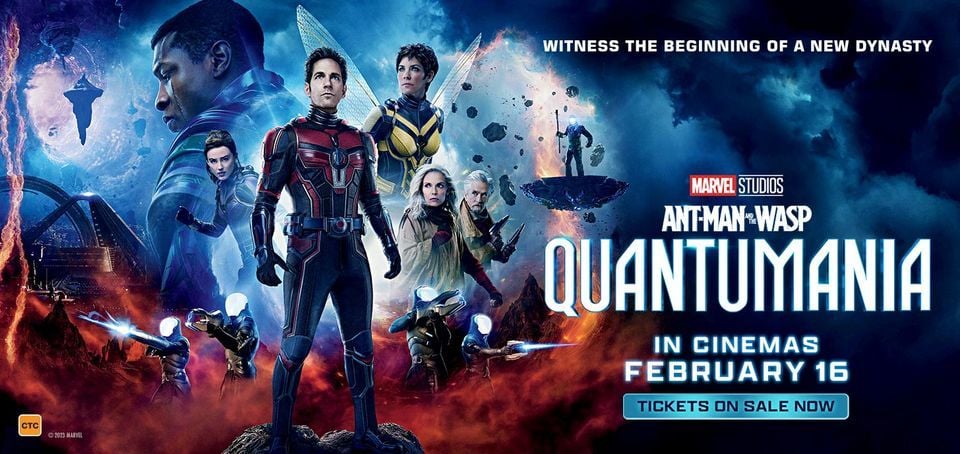 WITNESS THE BEGINNING OF A NEW DYNASTY
MARVEL STUDIOS
ANT-MAN AND THE WASP
QUANTUMANIA
IN CINEMAS
FEBRUARY 16
TICKETS ON SALE NOW
CTC
© 2023 MARVEL